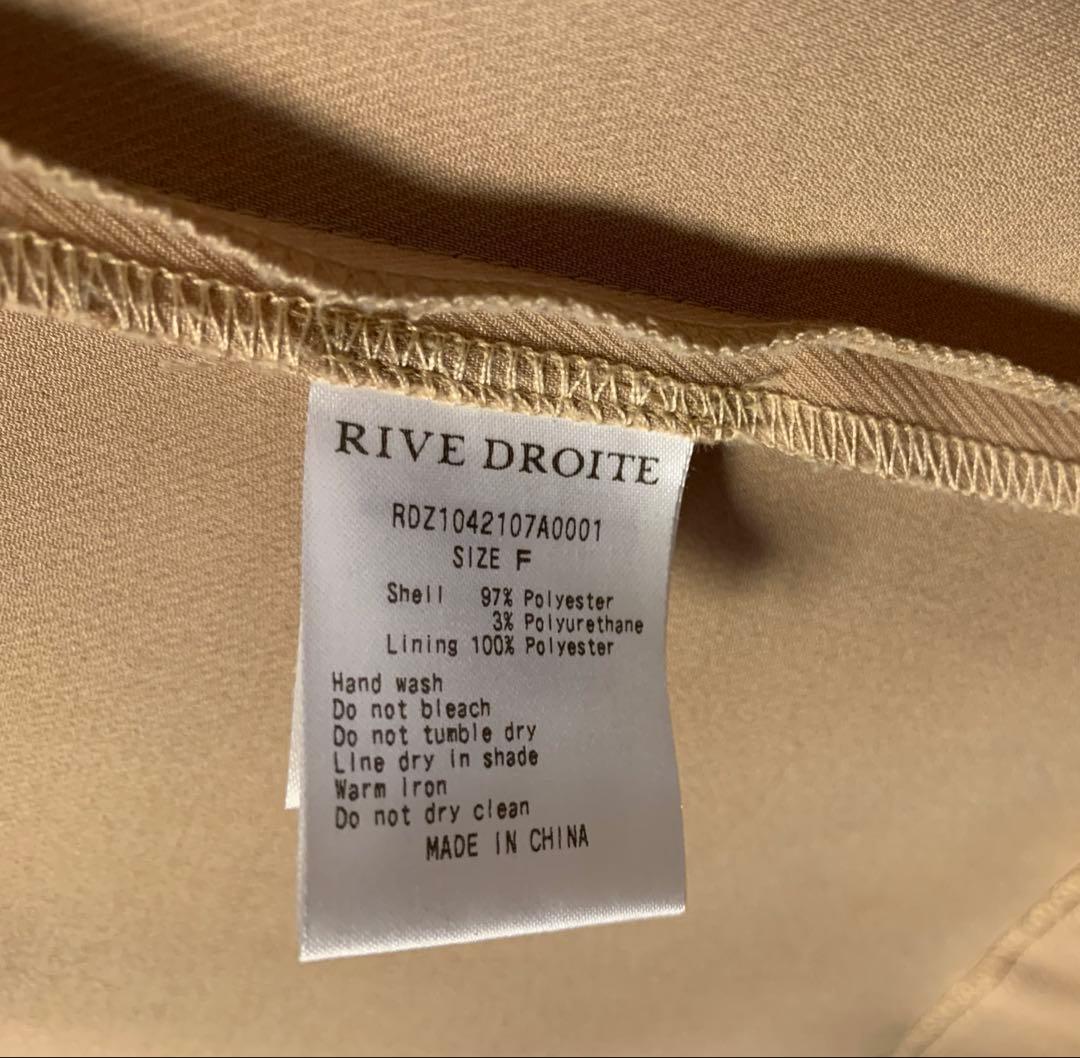 RIVE DROITE
RDZ1042107A0001
SIZE F
Shell 97% Polyester
3% Polyurethane
Lining 100% Polyester
Hand wash
Do not bleach
Do not tumble dry
Line dry in shade
Warm iron
Do not dry clean
MADE IN CHINA